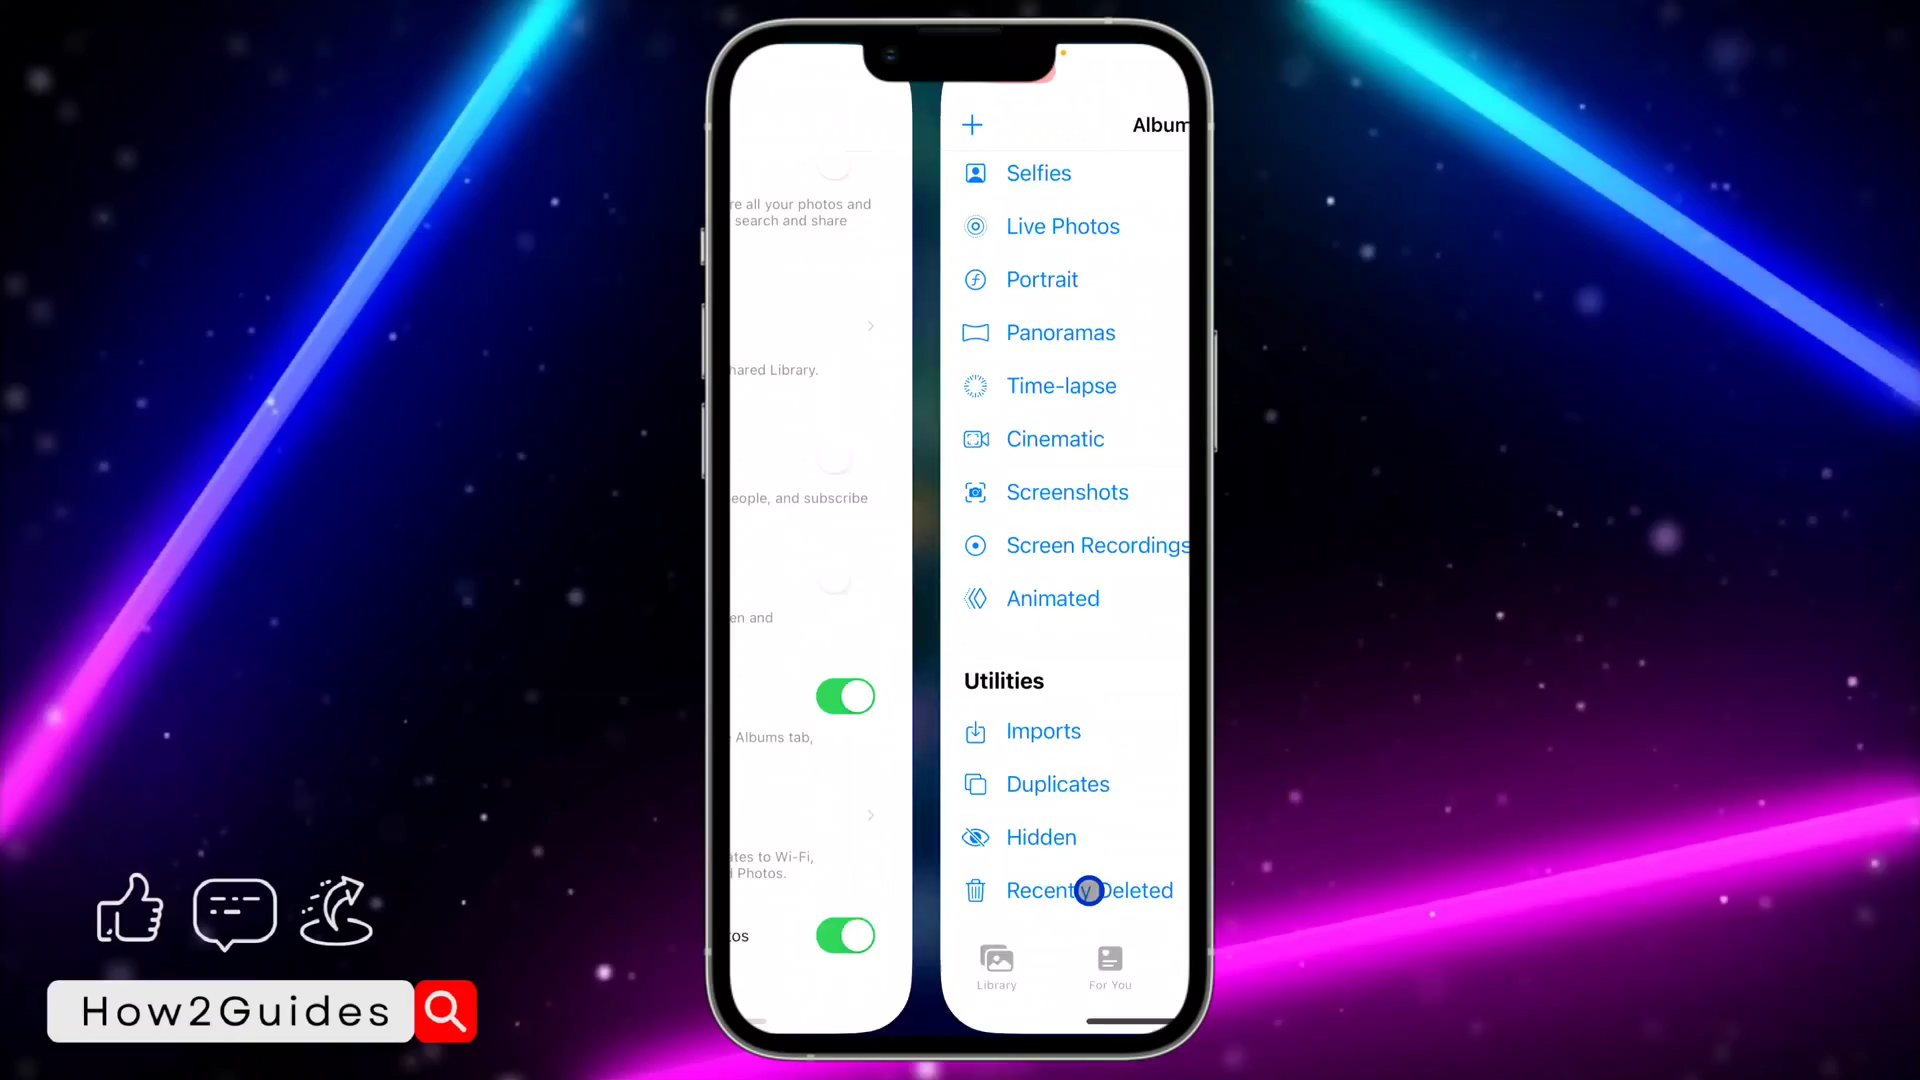 re all your photos and
search and share
hared Library.
eople, and subscribe
en and
Albums tab,
ates to Wi-Fi,
d Photos.
tos
Album
Selfies
Live Photos
Portrait
Panoramas
Time-lapse
Cinematic
Screenshots
Screen Recordings
Animated
Utilities
Imports
Duplicates
Hidden
Recently Deleted
Library
For You
How2Guides